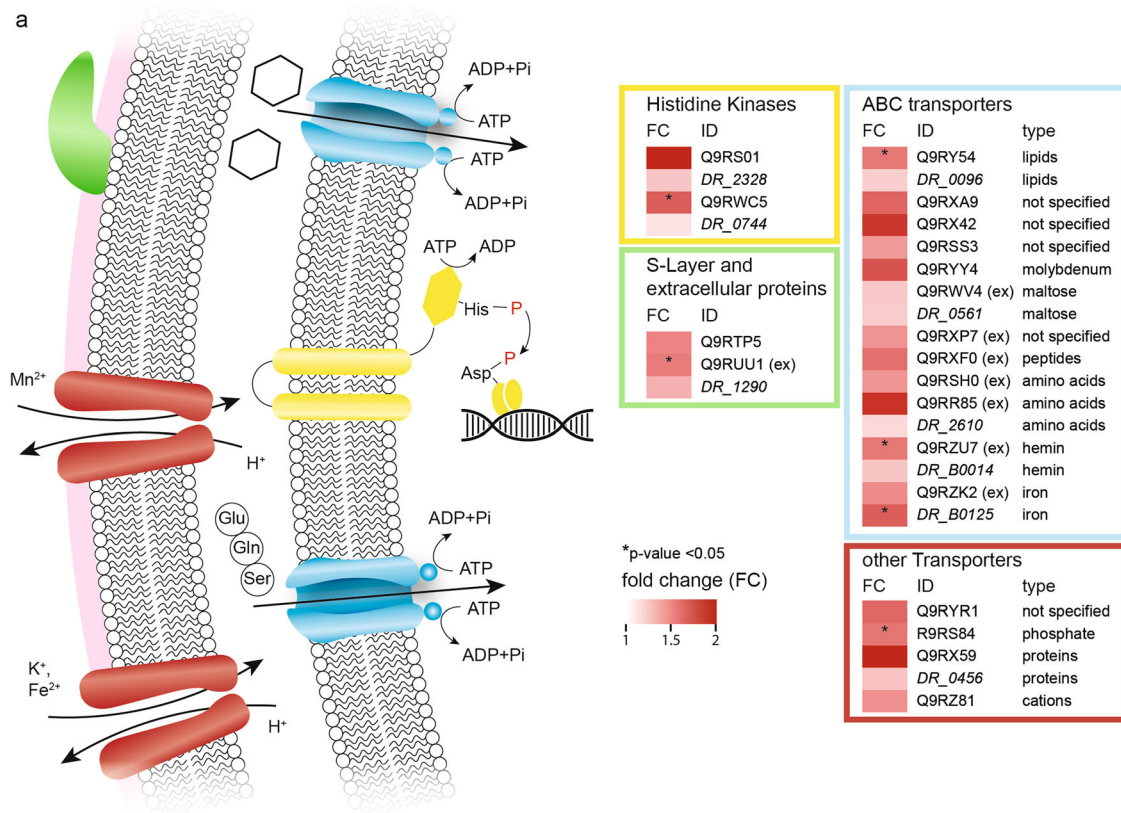 a
ADP+Pi
ATP
ATP
ADP+Pi
ATP
ADP
His
P
P
Asp
Mn2+
H+
Glu
Gln
Ser
ADP+Pi
ATP
ATP
ADP+Pi
K+,
Fe2+
H+
Histidine Kinases
FC ID
Q9RS01
DR_2328
* Q9RWC5
DR_0744
S-Layer and
extracellular proteins
FC ID
Q9RTP5
* Q9RUU1 (ex)
DR_1290
*p-value <0.05
fold change (FC)
1 1.5 2
ABC transporters
FC ID type
* Q9RY54 lipids
DR_0096 lipids
Q9RXA9 not specified
Q9RX42 not specified
Q9RSS3 not specified
Q9RYY4 molybdenum
Q9RWV4 (ex) maltose
DR_0561 maltose
Q9RXP7 (ex) not specified
Q9RXF0 (ex) peptides
Q9RSH0 (ex) amino acids
Q9RR85 (ex) amino acids
DR_2610 amino acids
* Q9RZU7 (ex) hemin
DR_B0014 hemin
Q9RZK2 (ex) iron
* DR_B0125 iron
other Transporters
FC ID type
Q9RYR1 not specified
* R9RS84 phosphate
Q9RX59 proteins
DR_0456 proteins
Q9RZ81 cations